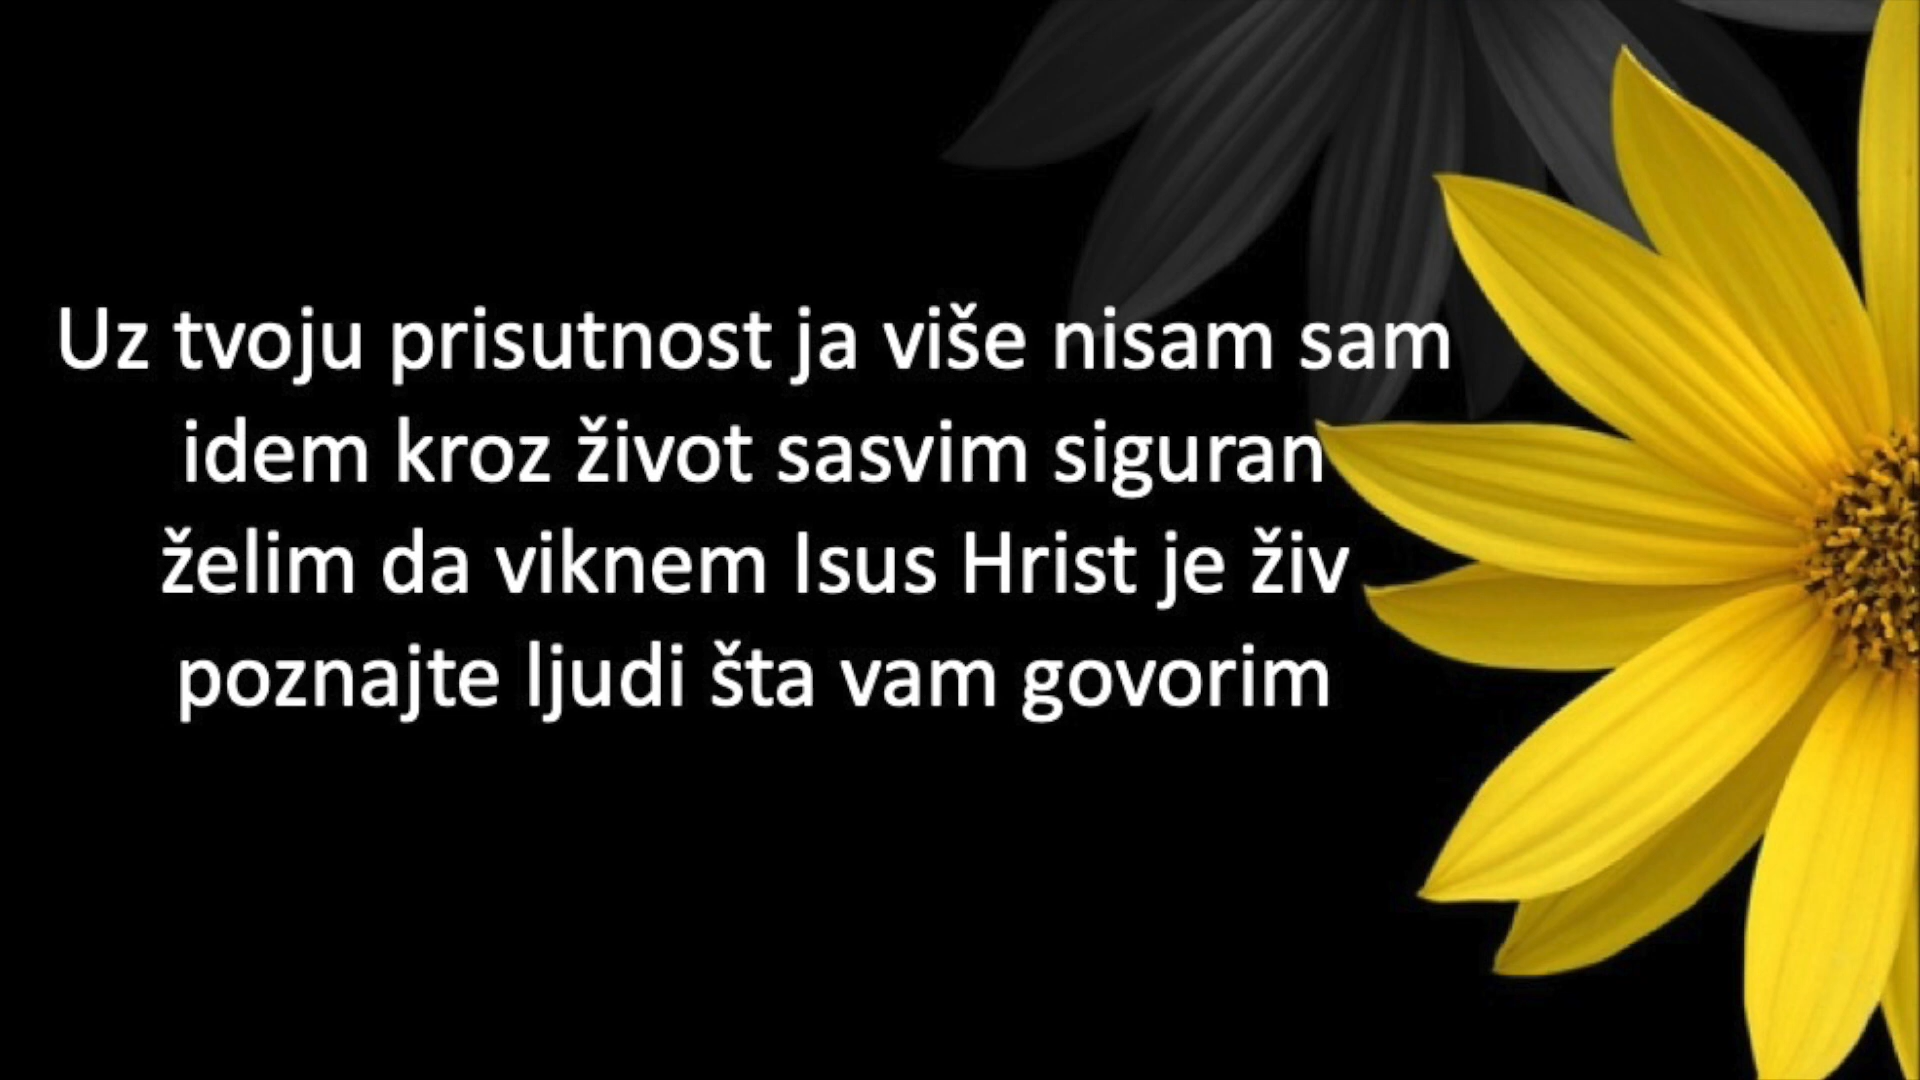 Uz tvoju prisutnost ja više nisam sam
idem kroz život sasvim siguran
želim da viknem Isus Hrist je živ
poznajte ljudi šta vam govorim